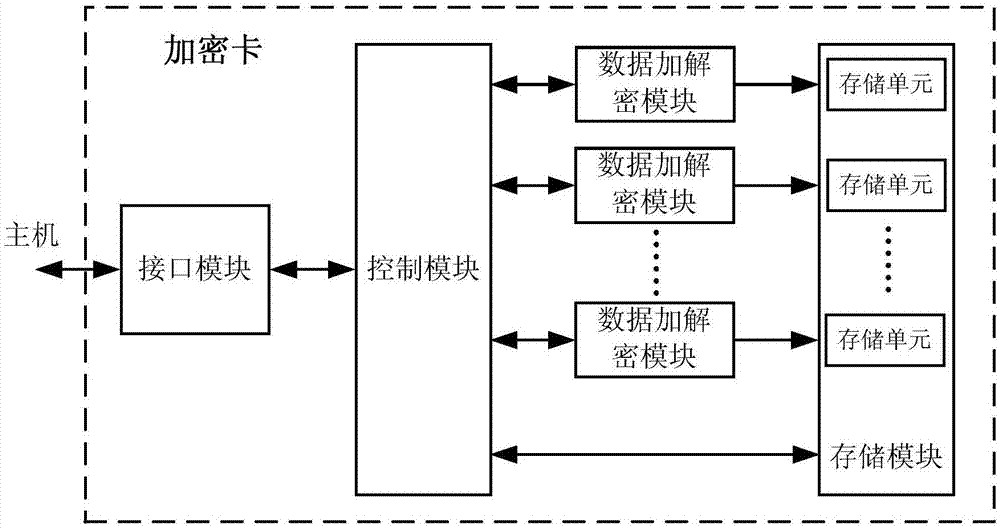 加密卡
主机
接口模块
控制模块
数据加解
密模块
数据加解
密模块
数据加解
密模块
存储单元
存储单元
存储单元
存储模块